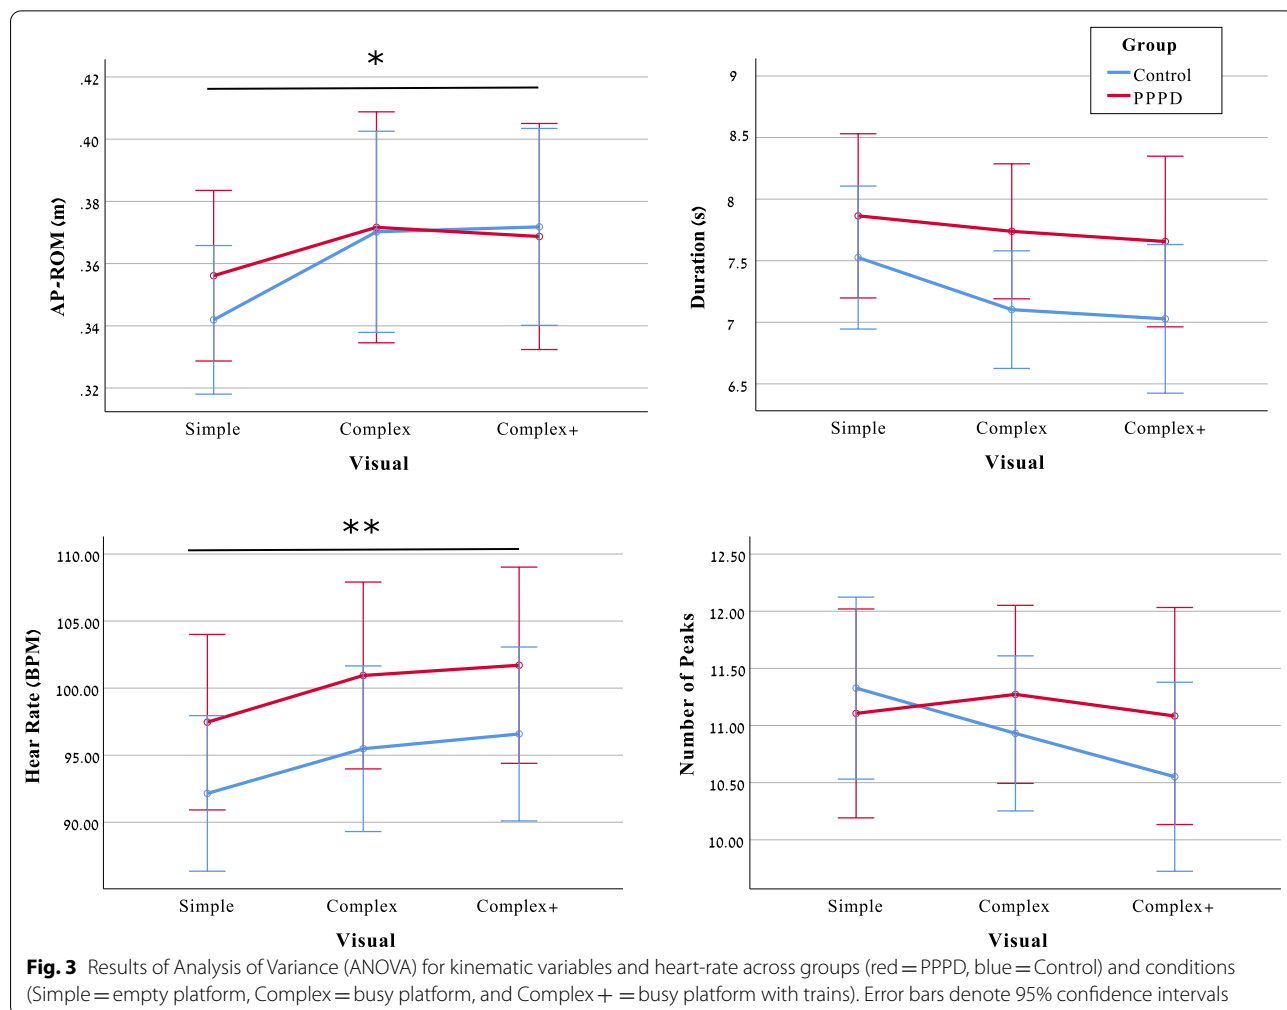 *
.42
.40
.38
.36
.34
.32
AP-ROM (m)
Simple Complex Complex+
Visual
Group
Control
PPPD
9
8.5
8
7.5
7
6.5
Duration (s)
Simple Complex Complex+
Visual
**
110.00
105.00
100.00
95.00
90.00
Hear Rate (BPM)
Simple Complex Complex+
Visual
12.50
12.00
11.50
11.00
10.50
10.00
Number of Peaks
Simple Complex Complex+
Visual
Fig. 3 Results of Analysis of Variance (ANOVA) for kinematic variables and heart-rate across groups (red = PPPD, blue = Control) and conditions
(Simple = empty platform, Complex = busy platform, and Complex + = busy platform with trains). Error bars denote 95% confidence intervals